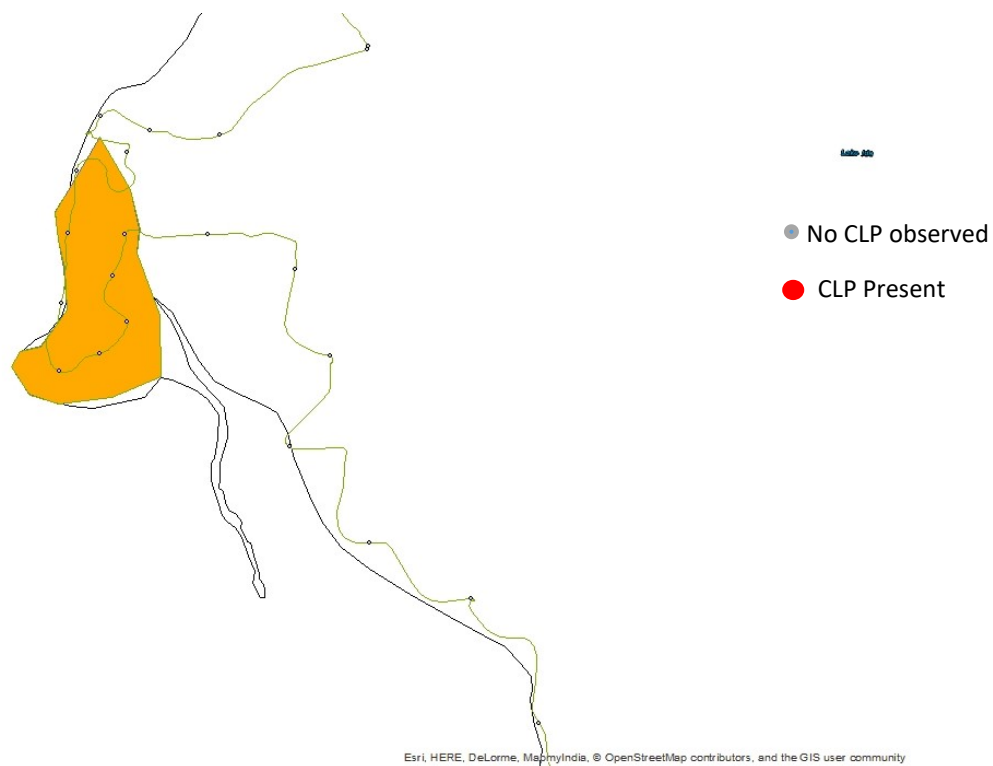 No CLP observed
CLP Present
Esri, HERE, DeLorme, MapmyIndia, © OpenStreetMap contributors, and the GIS user community